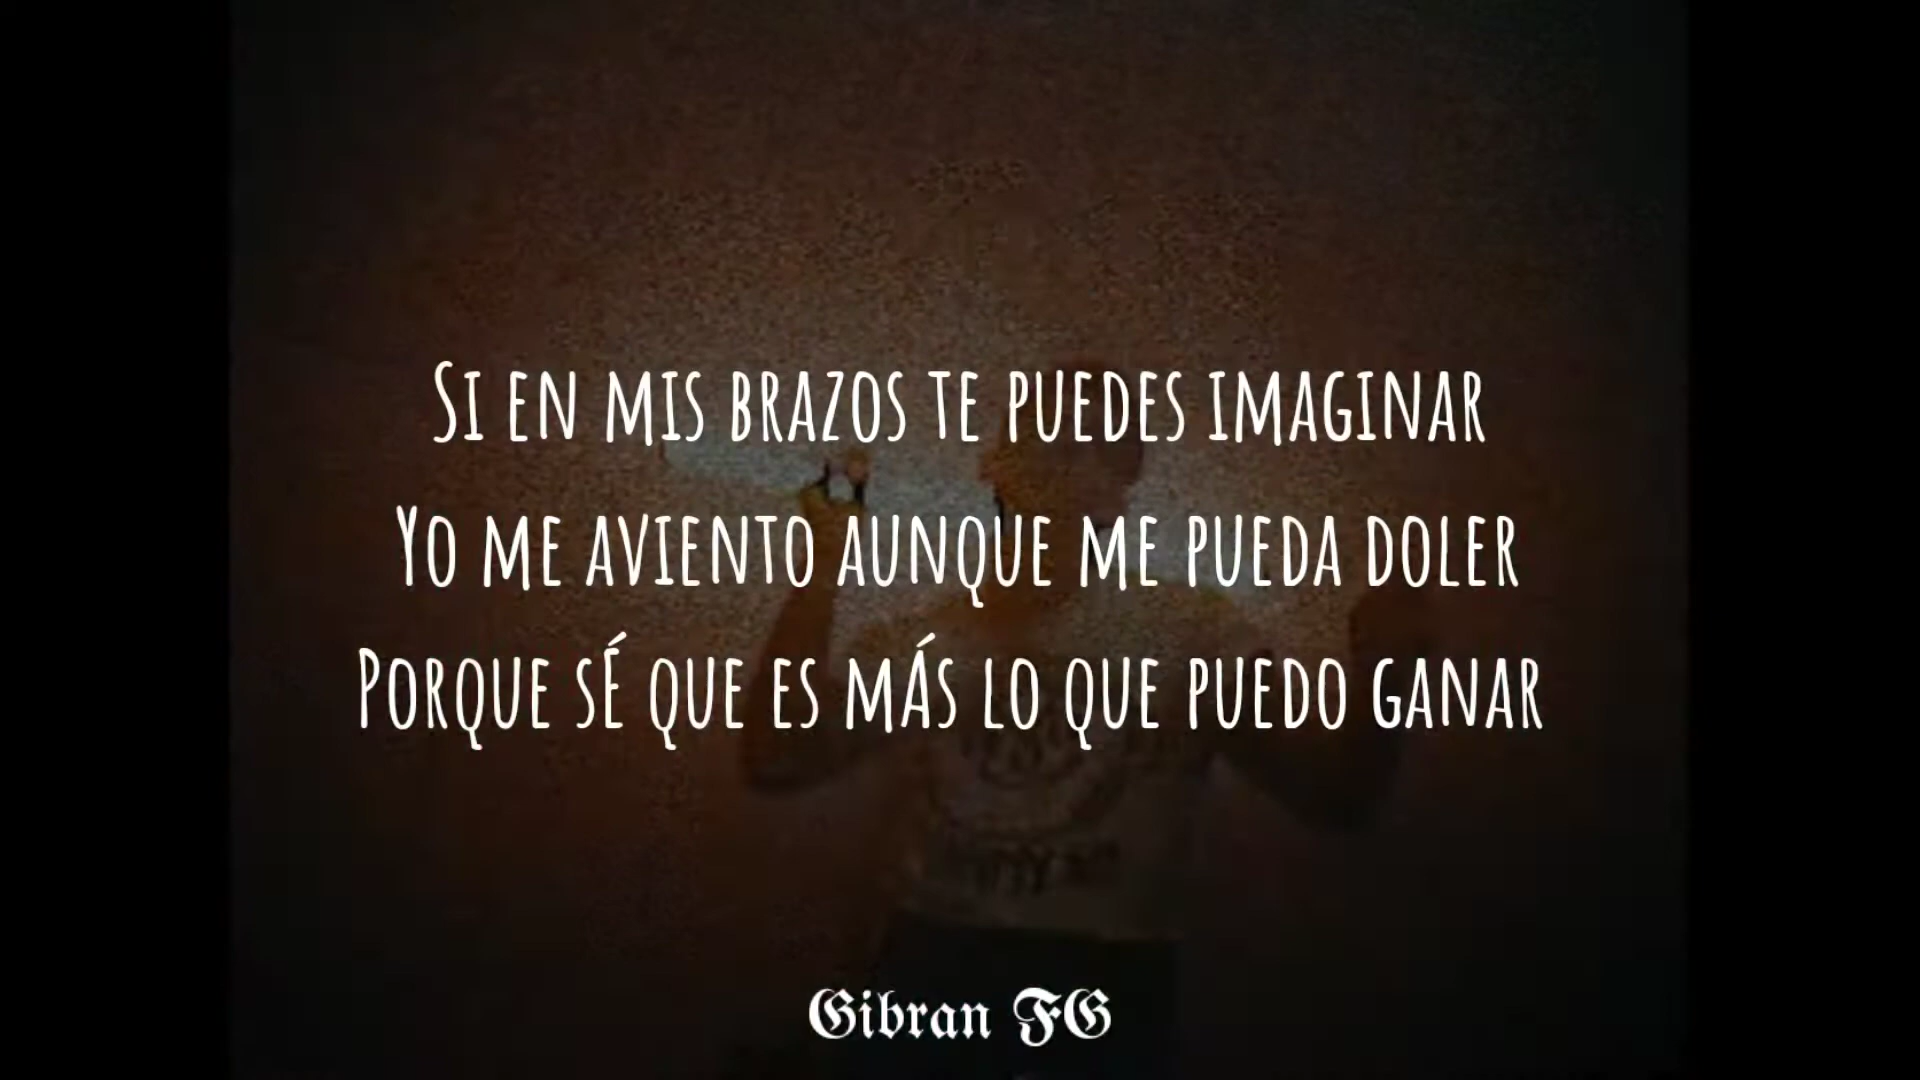 Si en mis brazos te puedes imaginar
Yo me aviento aunque me pueda doler
Porque sé que es más lo que puedo ganar
Gibran FG